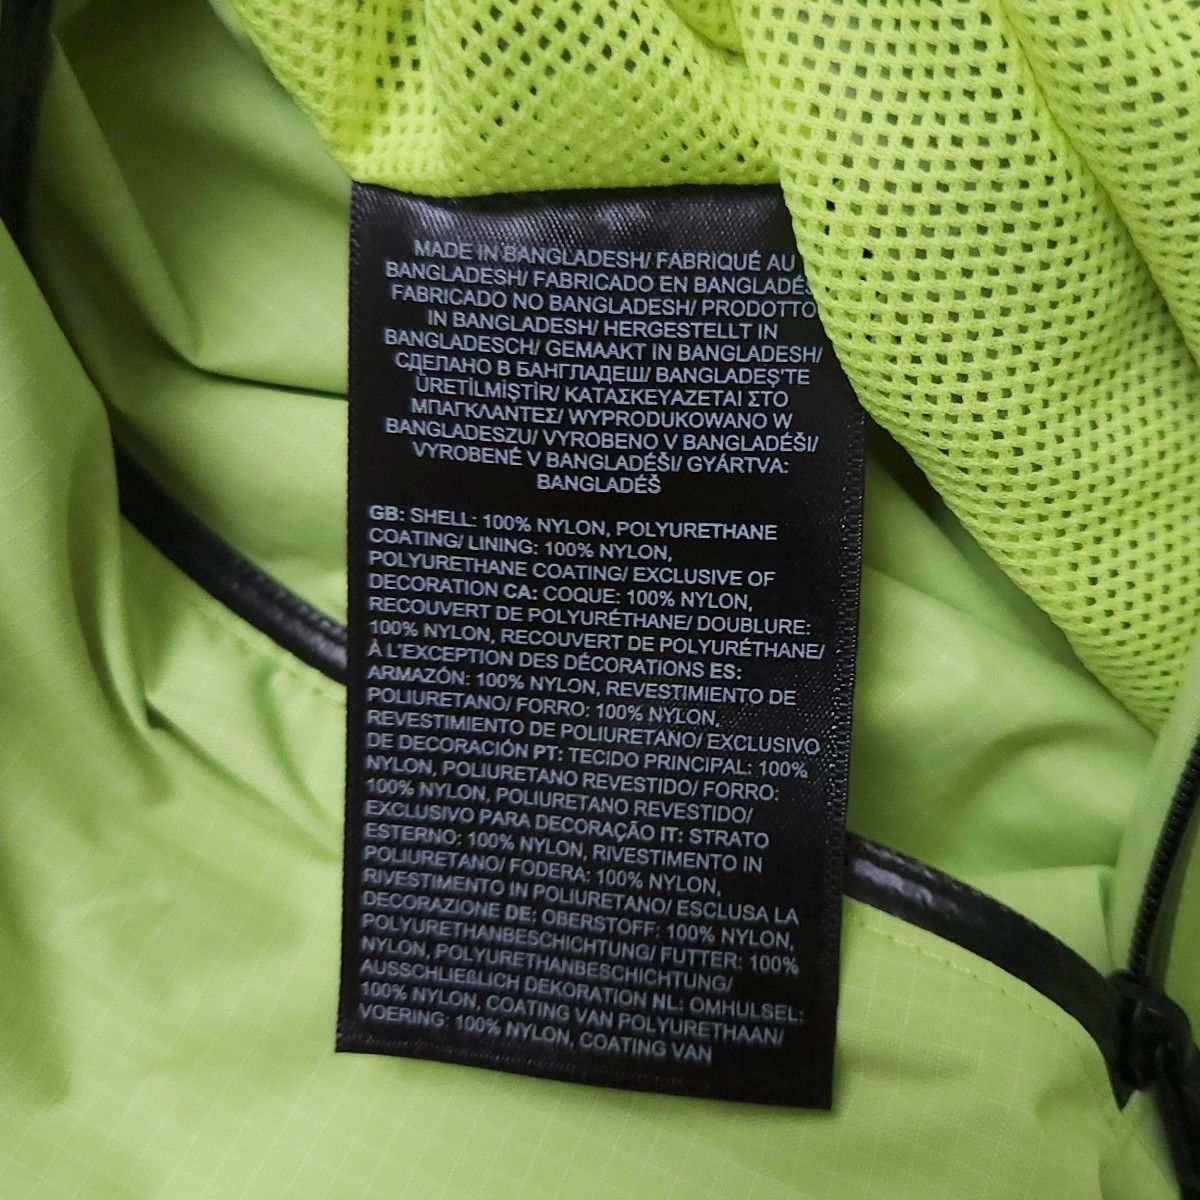 MADE IN BANGLADESH/ FABRIQUÉ AU
BANGLADESH/ FABRICADO EN BANGLADÉS
FABRICADO NO BANGLADESH/ PRODOTTO
IN BANGLADESH/ HERGESTELLT IN
BANGLADESCH/ GEMAAKT IN BANGLADESH/
СДЕЛАНО В БАНГЛАДЕШ/ BANGLADEŞ'TE
ÜRETİLMİŞTİR/ ΚΑΤΑΣΚΕΥΑΖΕΤΑΙ ΣΤΟ
ΜΠΑΓΚΛΑΝΤΕΣ/ WYPRODUKOWANO W
BANGLADESZU/ VYROBENO V BANGLADÉŠI/
VYROBENÉ V BANGLADÉŠI/ GYÁRTVA:
BANGLADÉŠ
GB: SHELL: 100% NYLON, POLYURETHANE
COATING/ LINING: 100% NYLON,
POLYURETHANE COATING/ EXCLUSIVE OF
DECORATION CA: COQUE: 100% NYLON,
RECOUVERT DE POLYURÉTHANE/ DOUBLURE:
100% NYLON, RECOUVERT DE POLYURÉTHANE/
À L'EXCEPTION DES DÉCORATIONS ES:
ARMAZÓN: 100% NYLON, REVESTIMIENTO DE
POLIURETANO/ FORRO: 100% NYLON,
REVESTIMIENTO DE POLIURETANO/ EXCLUSIVO
DE DECORACIÓN PT: TECIDO PRINCIPAL: 100%
NYLON, POLIURETANO REVESTIDO/ FORRO:
100% NYLON, POLIURETANO REVESTIDO/
EXCLUSIVO PARA DECORAÇÃO IT: STRATO
ESTERNO: 100% NYLON, RIVESTIMENTO IN
POLIURETANO/ FODERA: 100% NYLON,
RIVESTIMENTO IN POLIURETANO/ ESCLUSA LA
DECORAZIONE DE: OBERSTOFF: 100% NYLON,
POLYURETHANBESCHICHTUNG/ FUTTER: 100%
NYLON, POLYURETHANBESCHICHTUNG/
AUSSCHLIEßLICH DEKORATION NL: OMHULSEL:
100% NYLON, COATING VAN POLYURETHAAN/
VOERING: 100% NYLON, COATING VAN